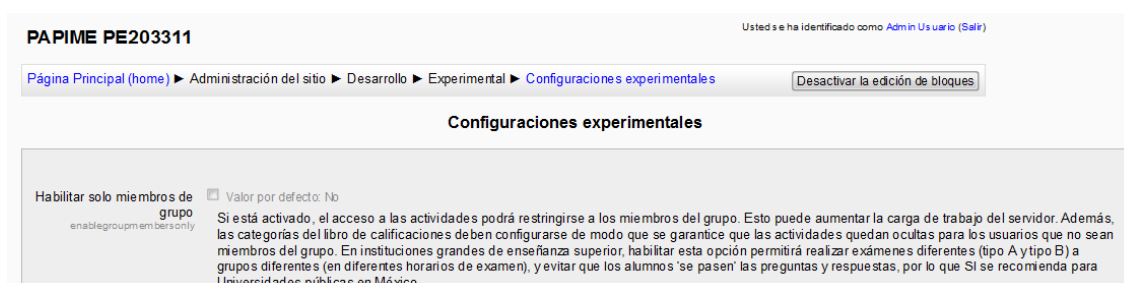 Usted se ha identificado como Admin Usuario (Salir)
PAPIME PE203311
Página Principal (home) ► Administración del sitio ► Desarrollo ► Experimental ► Configuraciones experimentales
Desactivar la edición de bloques
Configuraciones experimentales
Habilitar solo miembros de
grupo
enablegroupmembersonly
Valor por defecto: No
Si está activado, el acceso a las actividades podrá restringirse a los miembros del grupo. Esto puede aumentar la carga de trabajo del servidor. Además,
las categorías del libro de calificaciones deben configurarse de modo que se garantice que las actividades quedan ocultas para los usuarios que no sean
miembros del grupo. En instituciones grandes de enseñanza superior, habilitar esta opción permitirá realizar exámenes diferentes (tipo A y tipo B) a
grupos diferentes (en diferentes horarios de examen), y evitar que los alumnos 'se pasen' las preguntas y respuestas, por lo que SI se recomienda para
Universidades públicas en México